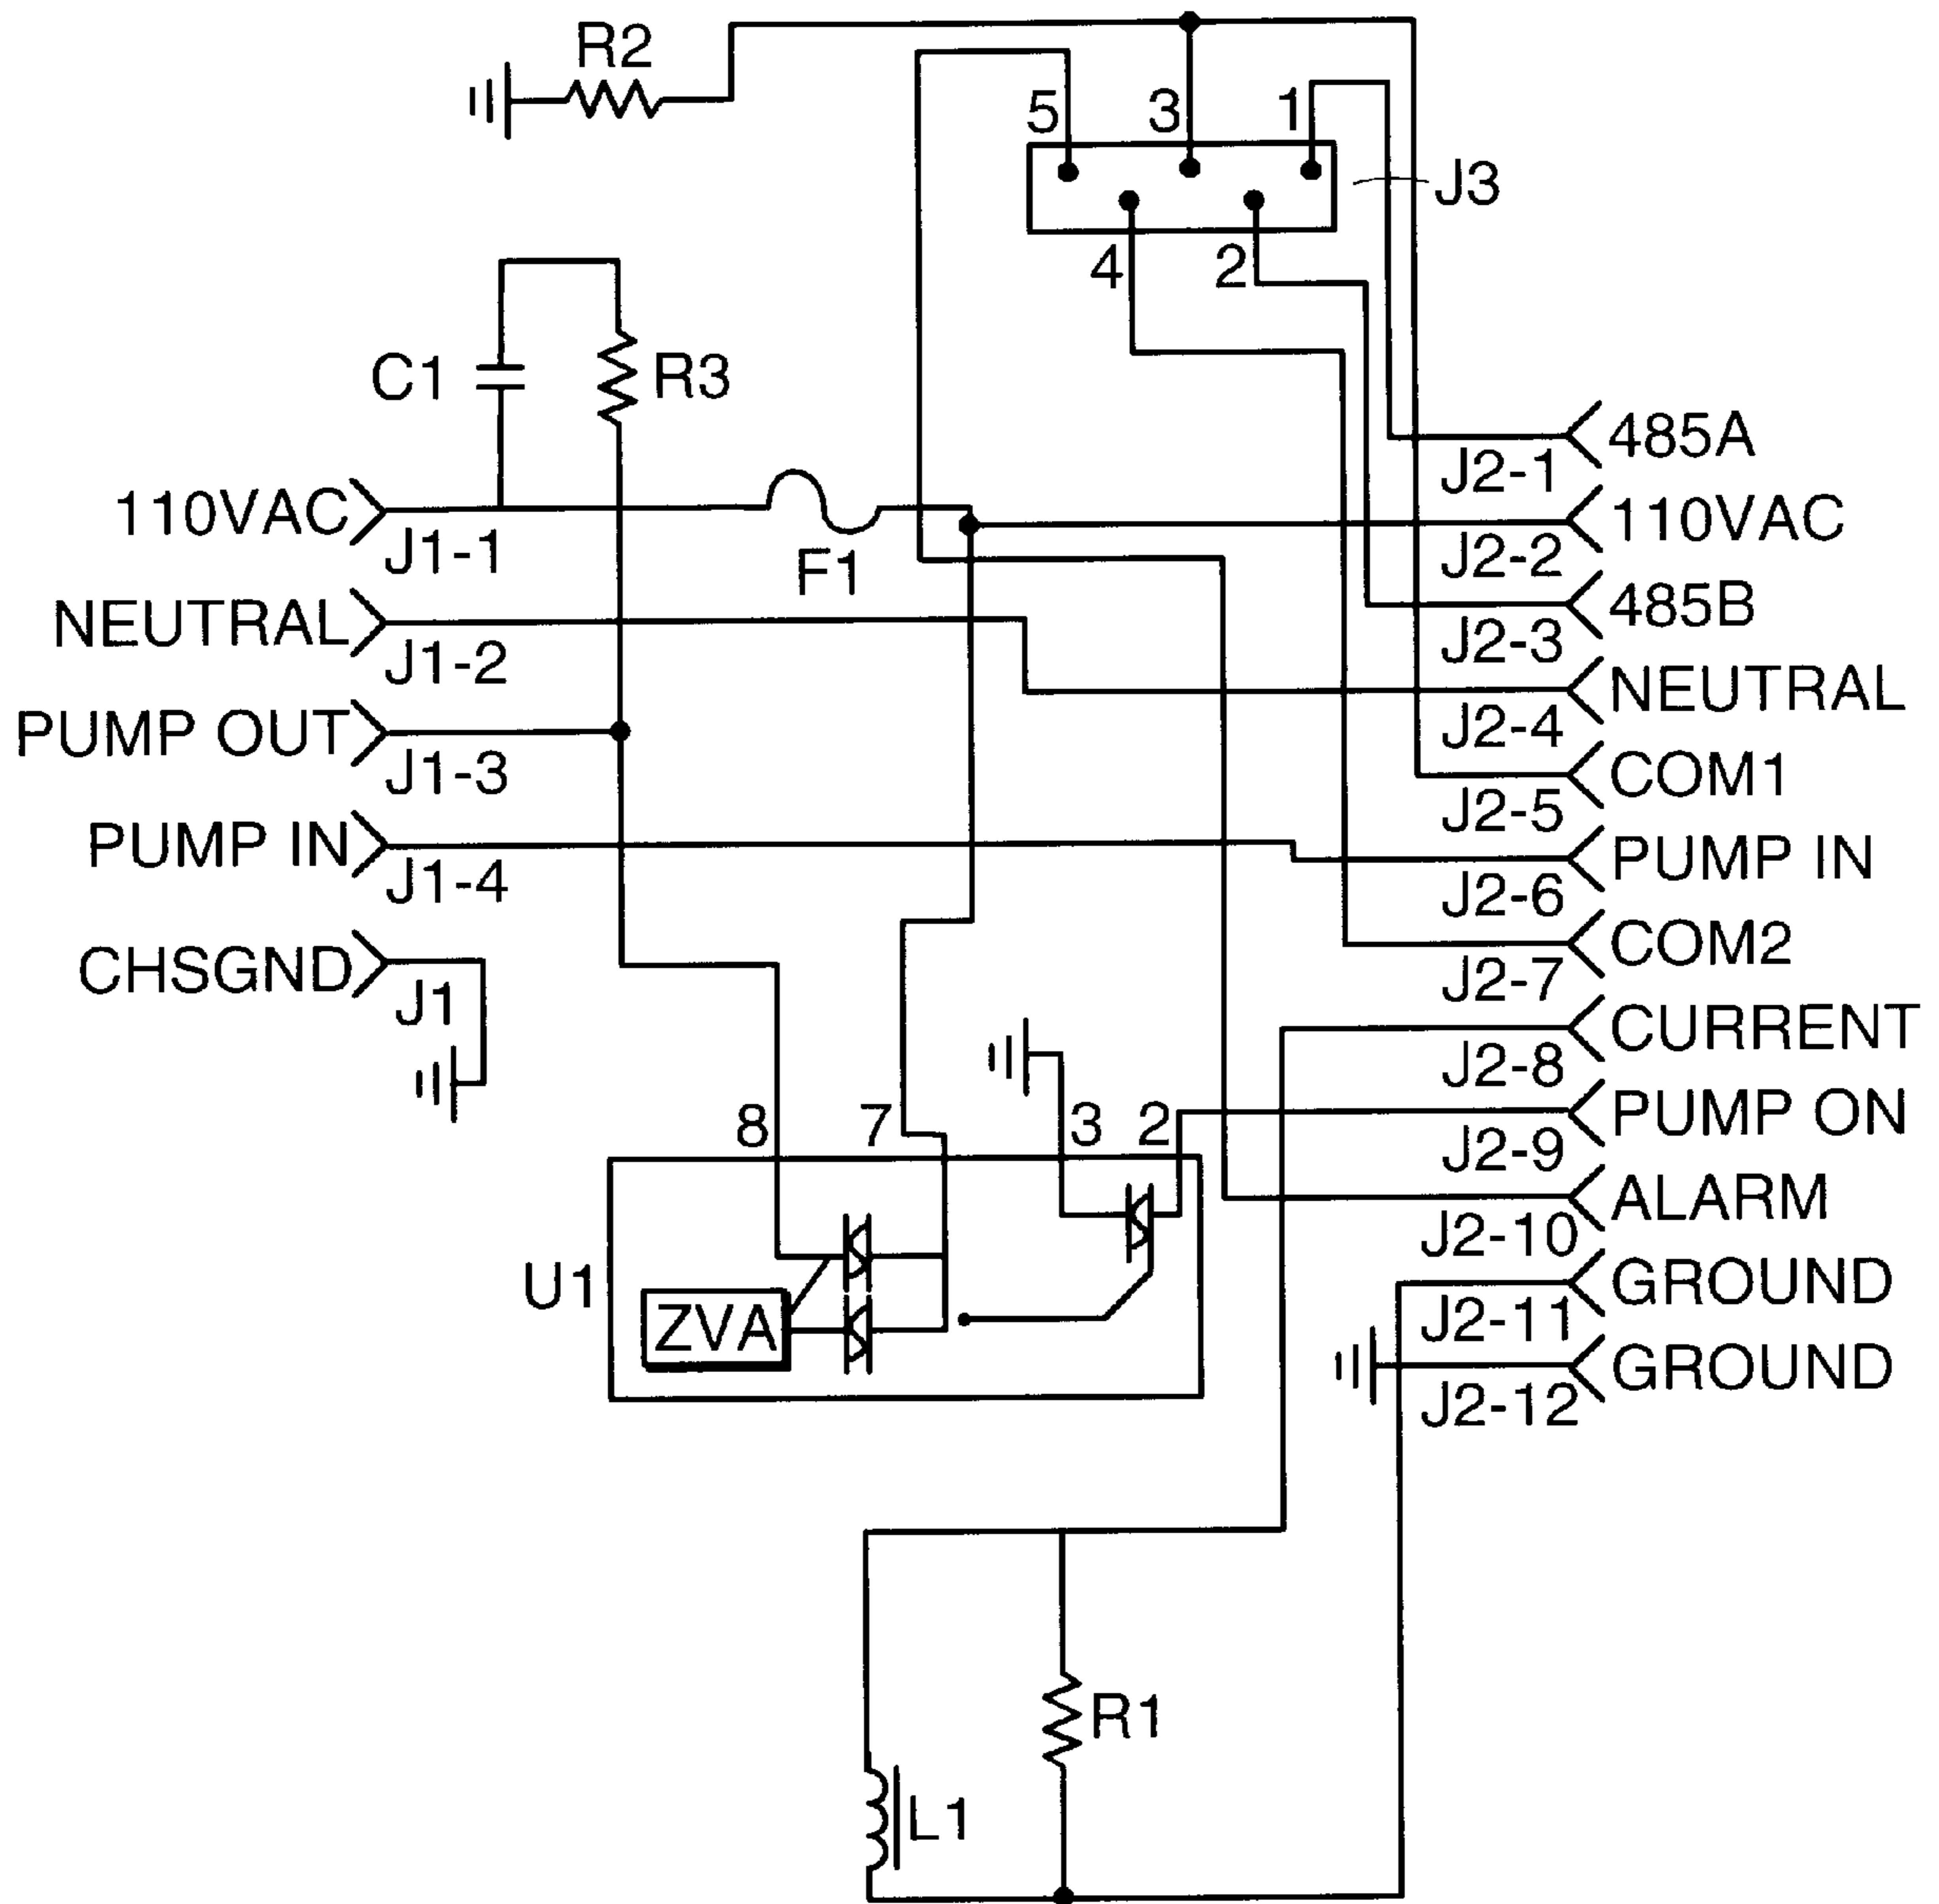 R2
5
3
1
J3
4
2
C1
R3
485A
J2-1
110VAC
J1-1
F1
110VAC
J2-2
485B
J2-3
NEUTRAL
J1-2
NEUTRAL
J2-4
PUMP OUT
J1-3
COM1
J2-5
PUMP IN
J1-4
PUMP IN
J2-6
COM2
J2-7
CHSGND
J1
CURRENT
J2-8
8
7
3
2
PUMP ON
J2-9
ALARM
J2-10
U1
ZVA
GROUND
J2-11
GROUND
J2-12
R1
L1